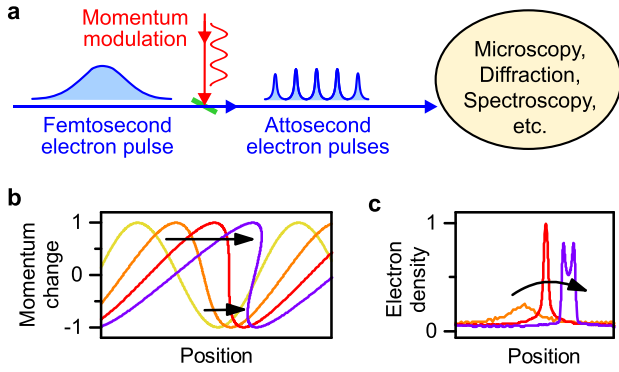 a
Momentum
modulation
Femtosecond
electron pulse
Attosecond
electron pulses
Microscopy,
Diffraction,
Spectroscopy,
etc.
b
Momentum
change
1
0
-1
Position
c
Electron
density
1
0
Position